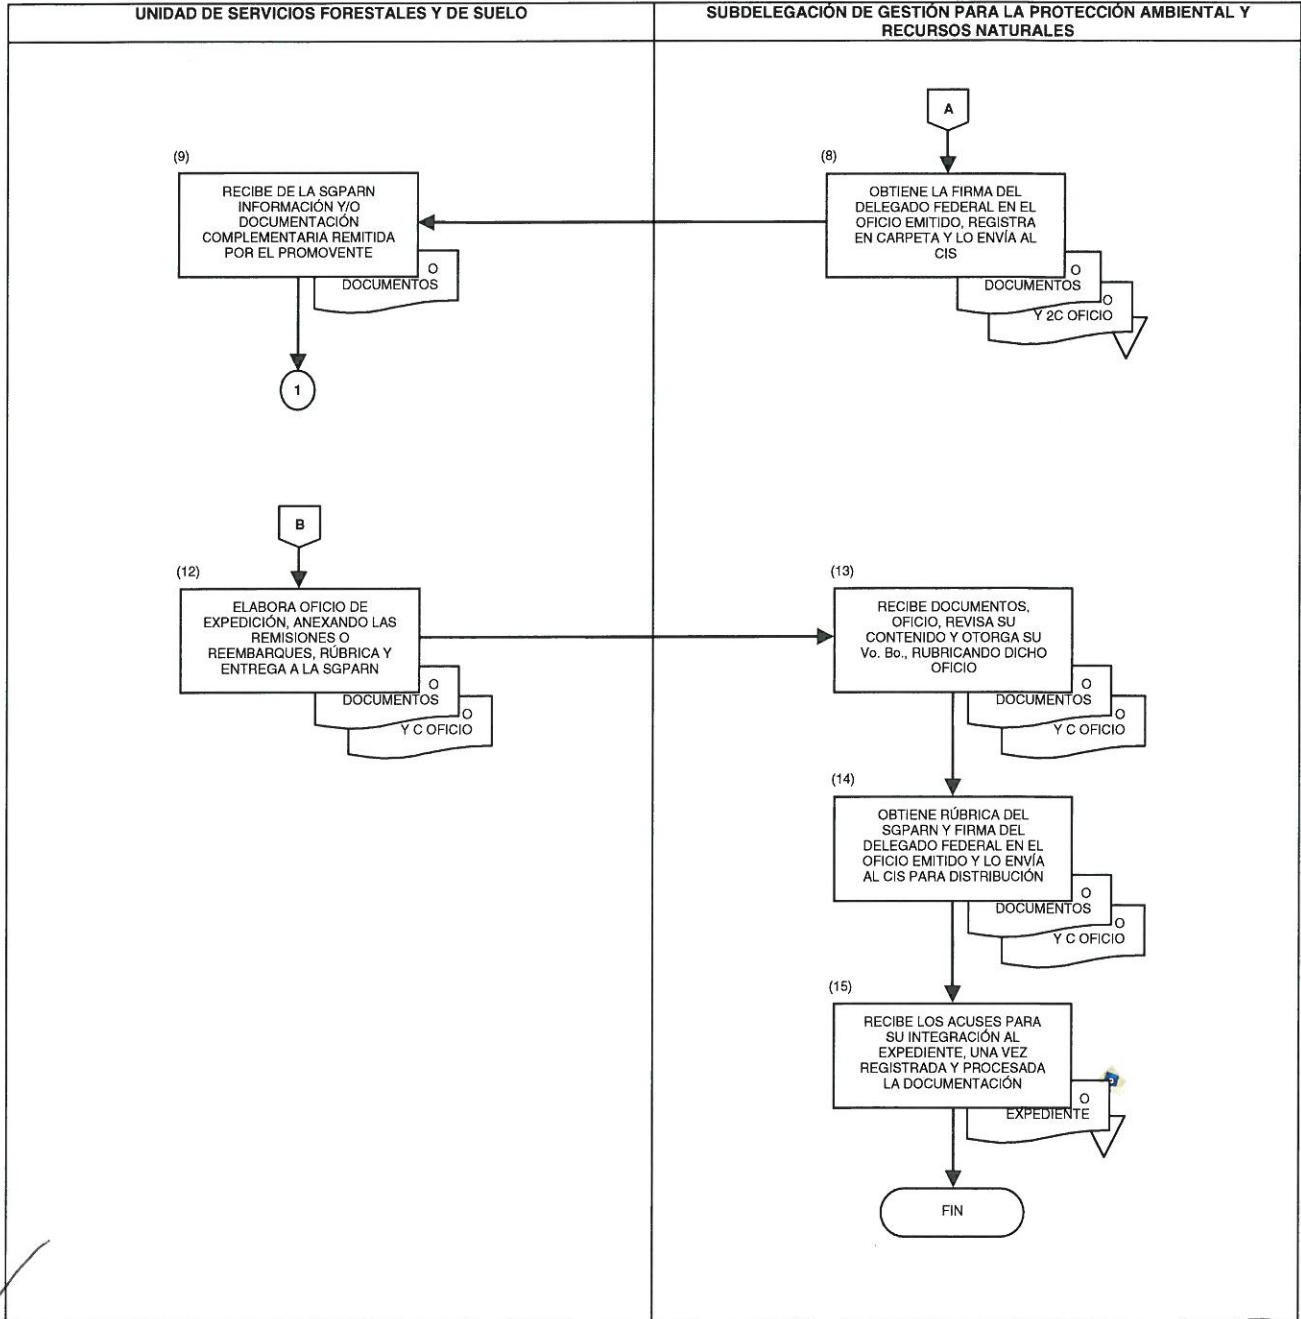 UNIDAD DE SERVICIOS FORESTALES Y DE SUELO
SUBDELEGACIÓN DE GESTIÓN PARA LA PROTECCIÓN AMBIENTAL Y
RECURSOS NATURALES
A
(8)
OBTIENE LA FIRMA DEL
DELEGADO FEDERAL EN EL
OFICIO EMITIDO, REGISTRA
EN CARPETA Y LO ENVÍA AL
CIS
O
DOCUMENTOS
O
Y 2C OFICIO
(9)
RECIBE DE LA SGPARN
INFORMACIÓN Y/O
DOCUMENTACIÓN
COMPLEMENTARIA REMITIDA
POR EL PROMOVENTE
O
DOCUMENTOS
1
B
(12)
ELABORA OFICIO DE
EXPEDICIÓN, ANEXANDO LAS
REMISIONES O
REEMBARQUES, RÚBRICA Y
ENTREGA A LA SGPARN
O
DOCUMENTOS
O
Y C OFICIO
(13)
RECIBE DOCUMENTOS,
OFICIO, REVISA SU
CONTENIDO Y OTORGA SU
Vo. Bo., RUBRICANDO DICHO
OFICIO
O
DOCUMENTOS
O
Y C OFICIO
(14)
OBTIENE RÚBRICA DEL
SGPARN Y FIRMA DEL
DELEGADO FEDERAL EN EL
OFICIO EMITIDO Y LO ENVÍA
AL CIS PARA DISTRIBUCIÓN
O
DOCUMENTOS
O
Y C OFICIO
(15)
RECIBE LOS ACUSES PARA
SU INTEGRACIÓN AL
EXPEDIENTE, UNA VEZ
REGISTRADA Y PROCESADA
LA DOCUMENTACIÓN
O
EXPEDIENTE
FIN